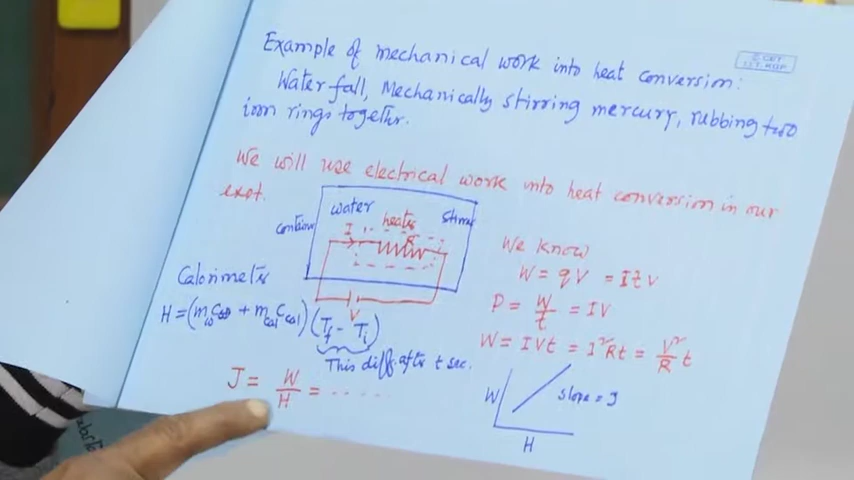 Example of mechanical work into heat conversion:
Water fall, Mechanically stirring mercury, rubbing two
iron rings together.
We will use electrical work into heat conversion in our
expt.
water
heater
I
R
V
Calorimeter
H = (m_w C_w + m_cal C_cal) (T_f - T_i)
This diff. after t sec.
J = W/H = .....
We know
W = qV = ItV
P = W/t = IV
W = IVt = I²Rt = V²/R t
W
slope = J
H